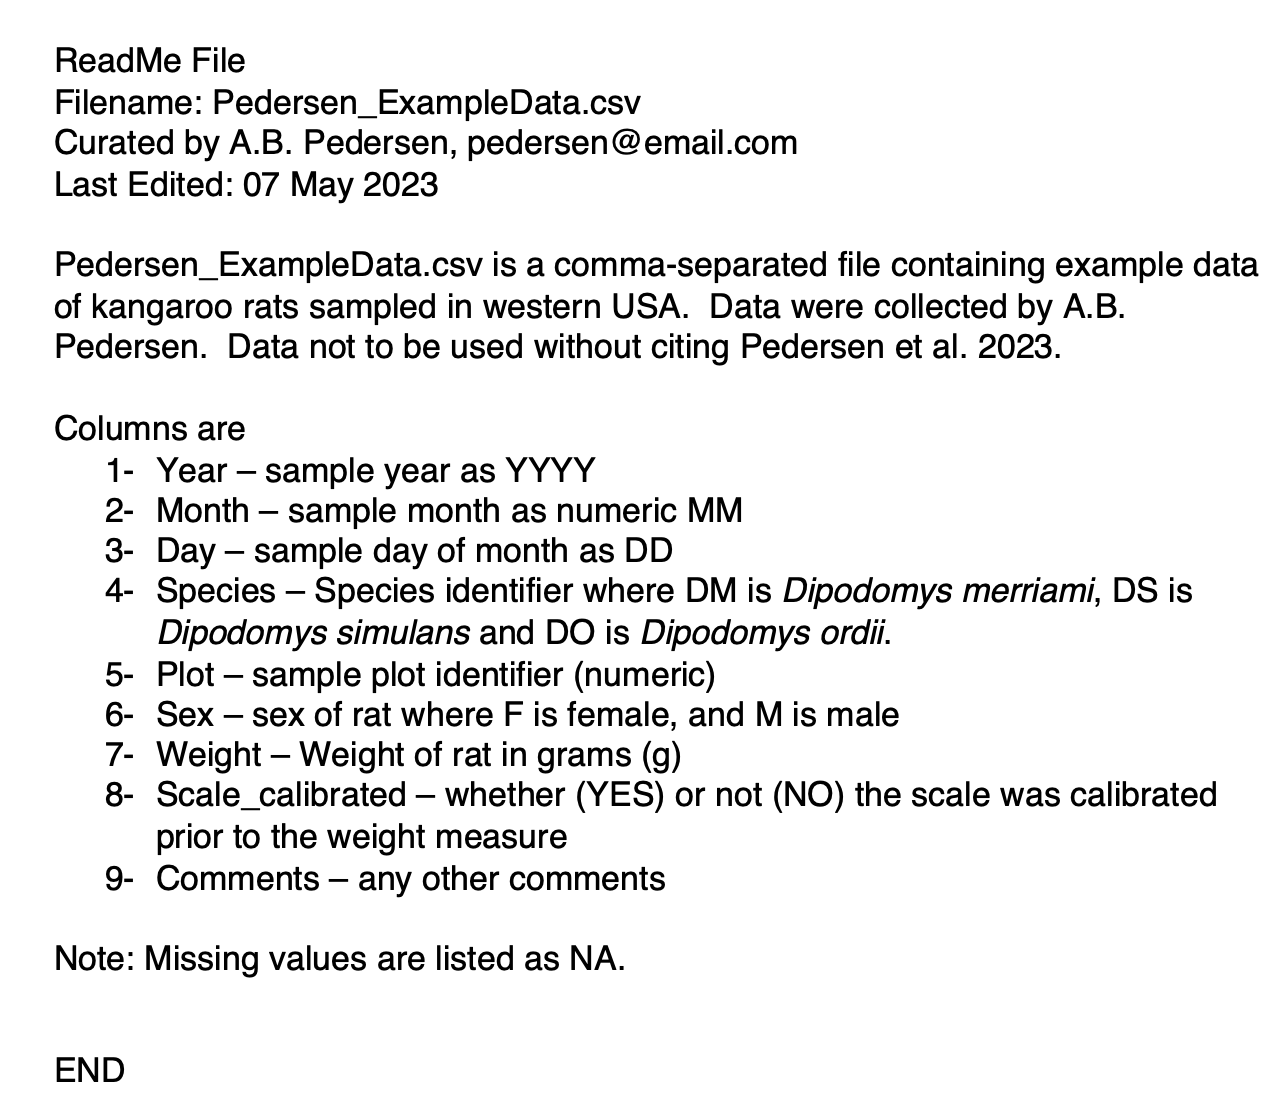 ReadMe File
Filename: Pedersen_ExampleData.csv
Curated by A.B. Pedersen, pedersen@email.com
Last Edited: 07 May 2023
Pedersen_ExampleData.csv is a comma-separated file containing example data
of kangaroo rats sampled in western USA.  Data were collected by A.B.
Pedersen.  Data not to be used without citing Pedersen et al. 2023.
Columns are
1- Year – sample year as YYYY
2- Month – sample month as numeric MM
3- Day – sample day of month as DD
4- Species – Species identifier where DM is Dipodomys merriami, DS is
Dipodomys simulans and DO is Dipodomys ordii.
5- Plot – sample plot identifier (numeric)
6- Sex – sex of rat where F is female, and M is male
7- Weight – Weight of rat in grams (g)
8- Scale_calibrated – whether (YES) or not (NO) the scale was calibrated
prior to the weight measure
9- Comments – any other comments
Note: Missing values are listed as NA.
END